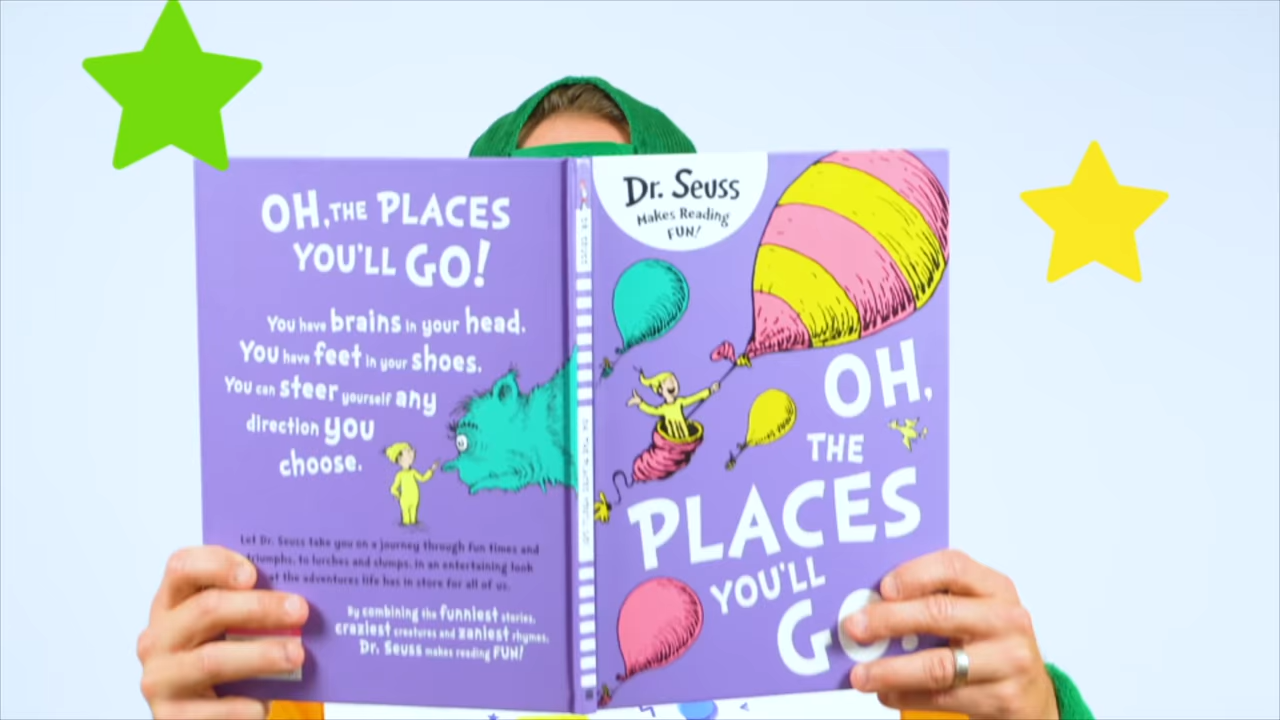 OH, THE PLACES
YOU'LL GO!
You have brains in your head.
You have feet in your shoes.
You can steer yourself any
direction you
choose.
Let Dr. Seuss take you on a journey through fun times and
triumphs, to lurches and slumps, in an entertaining look
at the adventures life has in store for all of us.
By combining the funniest stories,
craziest creatures and zaniest rhymes,
Dr. Seuss makes reading FUN!
Dr. Seuss
Makes Reading
FUN!
OH,
THE
PLACES
YOU'LL
GO!